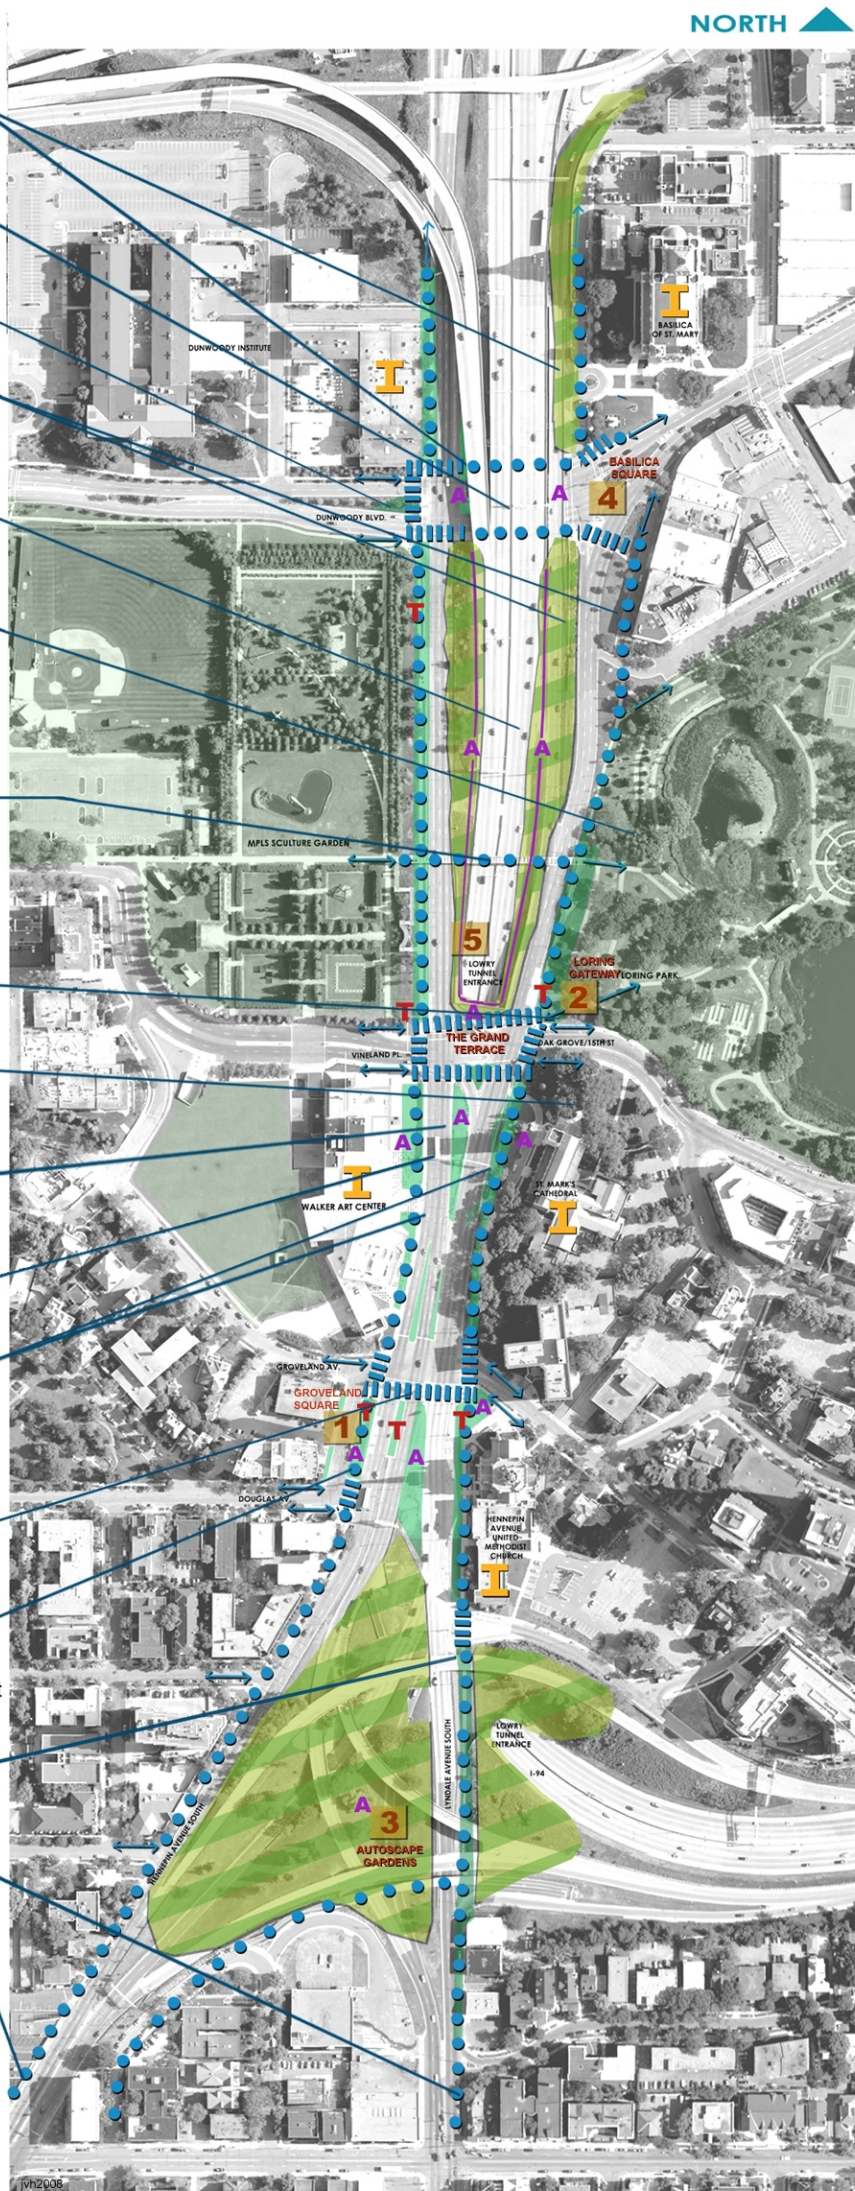 NORTH
I
BASILICA
OF ST. MARY
DUNWOODY INSTITUTE
I
BASILICA
SQUARE
4
A
A
DUNWOODY BLVD.
T
A
A
MPLS SCULTURE GARDEN
5
LOWRY
TUNNEL
ENTRANCE
LORING
GATEWAY
LORING PARK
2
T
T
A
THE GRAND
TERRACE
OAK GROVE/15TH ST
VINELAND PL.
A
A
A
I
WALKER ART CENTER
ST. MARK'S
CATHEDRAL
I
GROVELAND AV.
GROVELAND
SQUARE
1
T
T
T
A
A
A
DOUGLAS AV.
HENNEPIN
AVENUE
UNITED
METHODIST
CHURCH
I
LOWRY
TUNNEL
ENTRANCE
I-94
LYNDALE AVENUE SOUTH
HENNEPIN AVENUE SOUTH
A
3
AUTOSCAPE
GARDENS
jvh2008